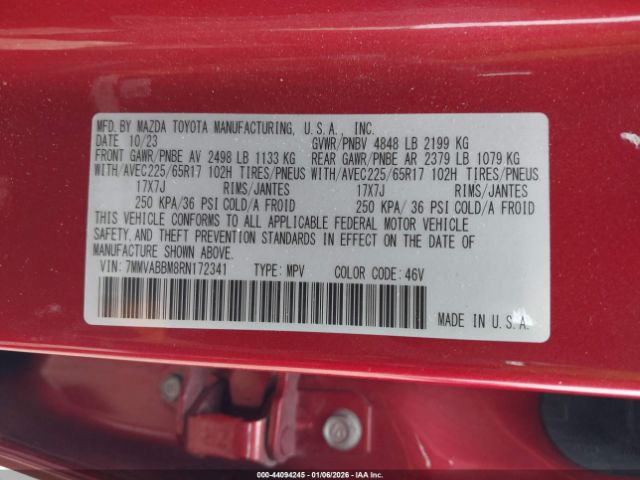 MFD. BY MAZDA TOYOTA MANUFACTURING, U.S.A., INC.
DATE 10/23 GVWR/PNBV 4848 LB 2199 KG
FRONT GAWR/PNBE AV 2498 LB 1133 KG REAR GAWR/PNBE AR 2379 LB 1079 KG
WITH/AVEC225/65R17 102H TIRES/PNEUS WITH/AVEC225/65R17 102H TIRES/PNEUS
17X7J RIMS/JANTES 17X7J RIMS/JANTES
250 KPA/36 PSI COLD/A FROID 250 KPA/ 36 PSI COLD/A FROID
THIS VEHICLE CONFORMS TO ALL APPLICABLE FEDERAL MOTOR VEHICLE
SAFETY, AND THEFT PREVENTION STANDARDS IN EFFECT ON THE DATE OF
MANUFACTURE SHOWN ABOVE.
VIN: 7MMVABBM8RN172341 TYPE: MPV COLOR CODE: 46V
MADE IN U.S.A.
(000-44094245 - 01/06/2026 - IAAI.COM)